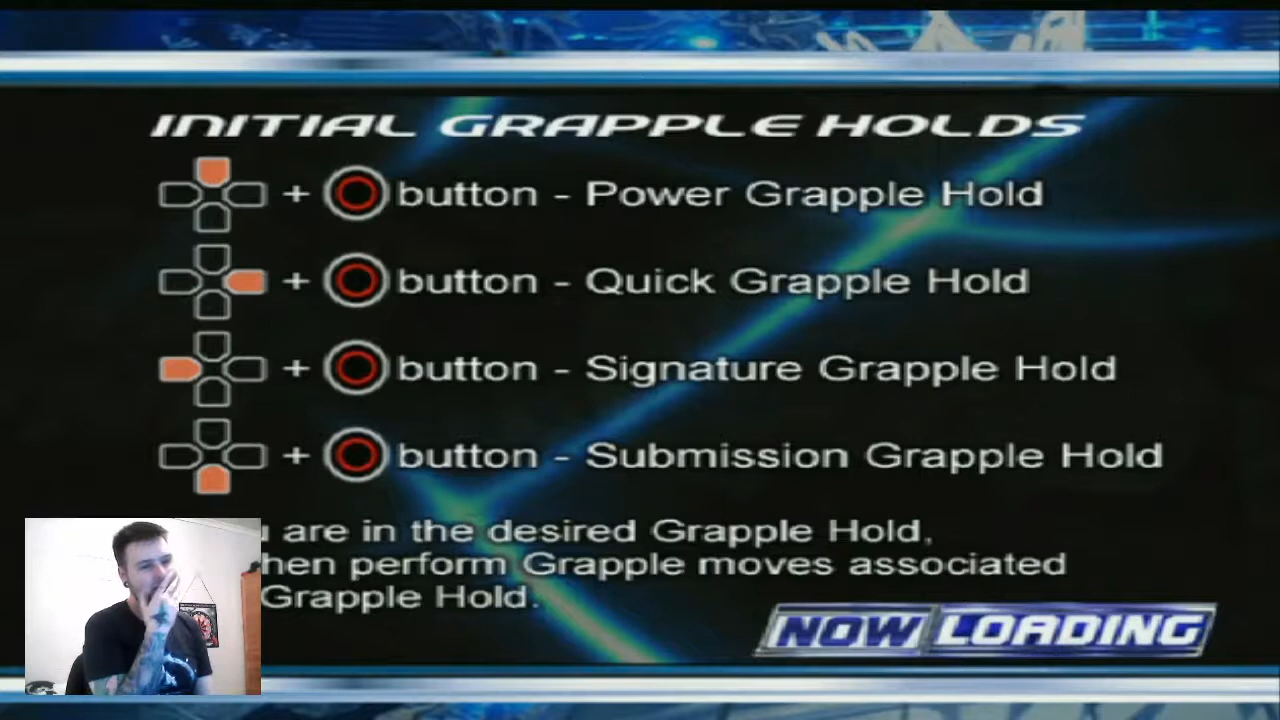 INITIAL GRAPPLE HOLDS
+ button - Power Grapple Hold
+ button - Quick Grapple Hold
+ button - Signature Grapple Hold
+ button - Submission Grapple Hold
are in the desired Grapple Hold,
perform Grapple moves associated
Grapple Hold.
NOW LOADING